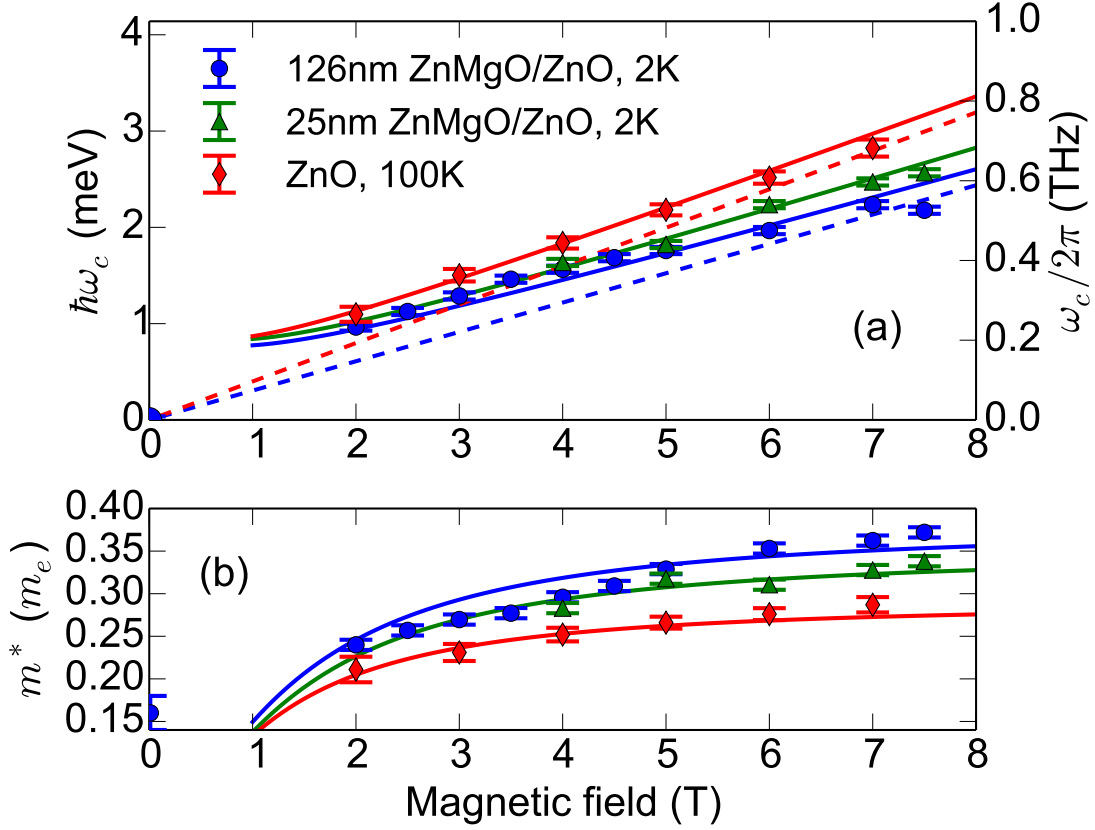 4
3
2
1
0
ħω_c (meV)
126nm ZnMgO/ZnO, 2K
25nm ZnMgO/ZnO, 2K
ZnO, 100K
(a)
1.0
0.8
0.6
0.4
0.2
0.0
ω_c/2π (THz)
0 1 2 3 4 5 6 7 8
0.40
0.35
0.30
0.25
0.20
0.15
m* (m_e)
(b)
0 1 2 3 4 5 6 7 8
Magnetic field (T)